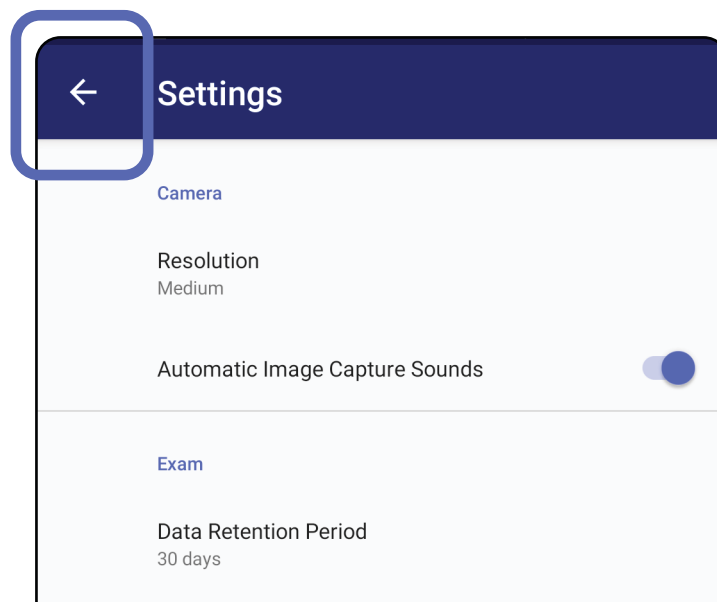 Settings
Camera
Resolution
Medium
Automatic Image Capture Sounds
Exam
Data Retention Period
30 days